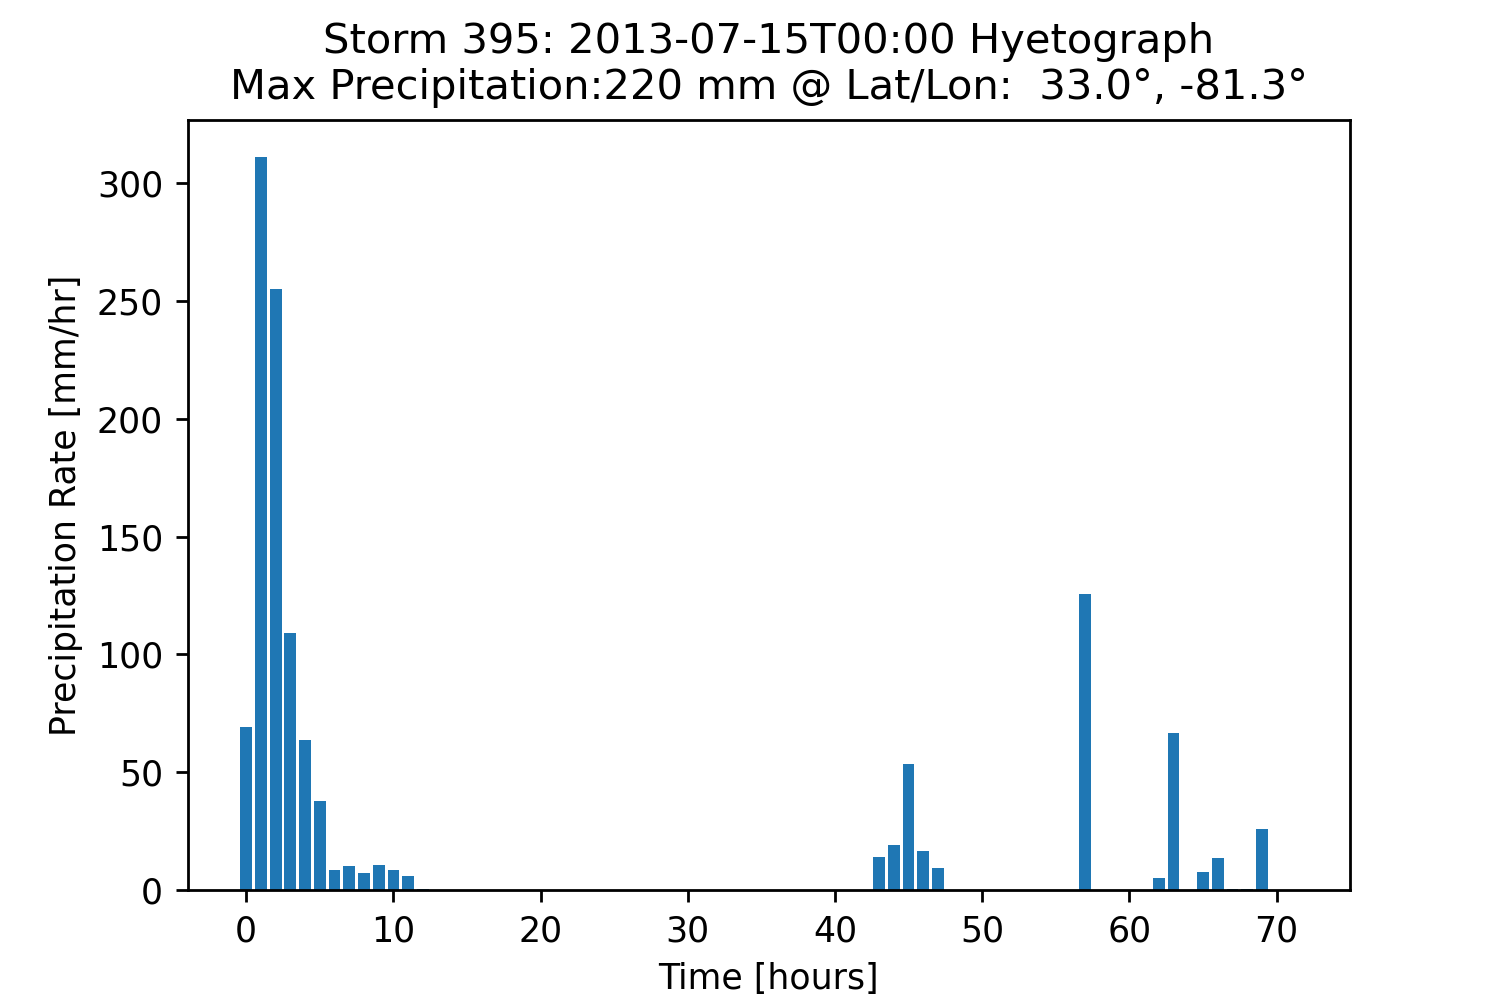 Storm 395: 2013-07-15T00:00 Hyetograph
Max Precipitation:220 mm @ Lat/Lon:  33.0°, -81.3°
Precipitation Rate [mm/hr]
300
250
200
150
100
50
0
0 10 20 30 40 50 60 70
Time [hours]